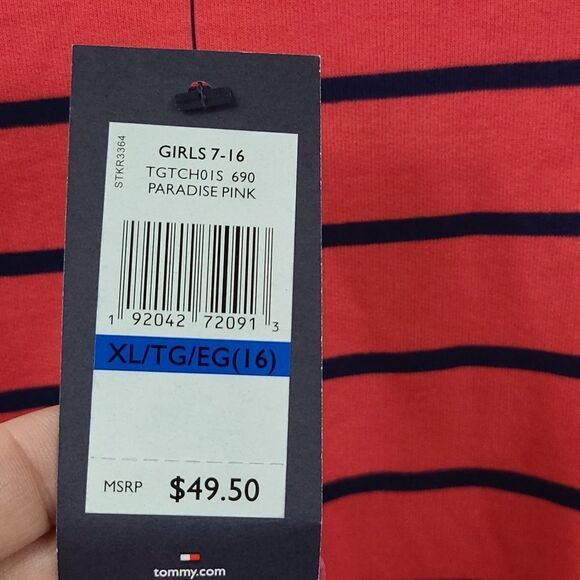 STKR3364
GIRLS 7-16
TGTCH01S 690
PARADISE PINK
1 92042 72091 3
XL/TG/EG(16)
MSRP $49.50
tommy.com